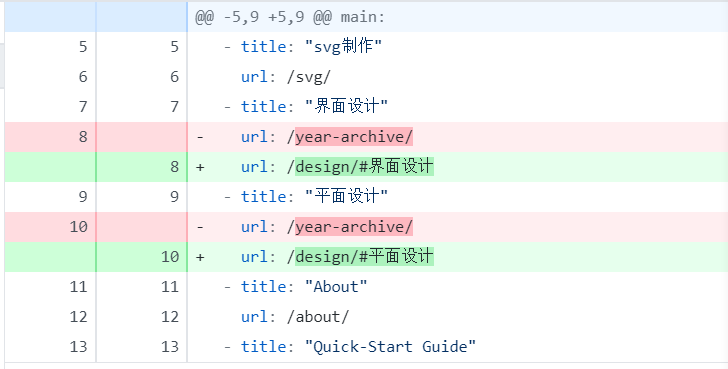 @@ -5,9 +5,9 @@ main:
5 5 - title: "svg制作"
6 6 url: /svg/
7 7 - title: "界面设计"
8 - url: /year-archive/
8 + url: /design/#界面设计
9 9 - title: "平面设计"
10 - url: /year-archive/
10 + url: /design/#平面设计
11 11 - title: "About"
12 12 url: /about/
13 13 - title: "Quick-Start Guide"